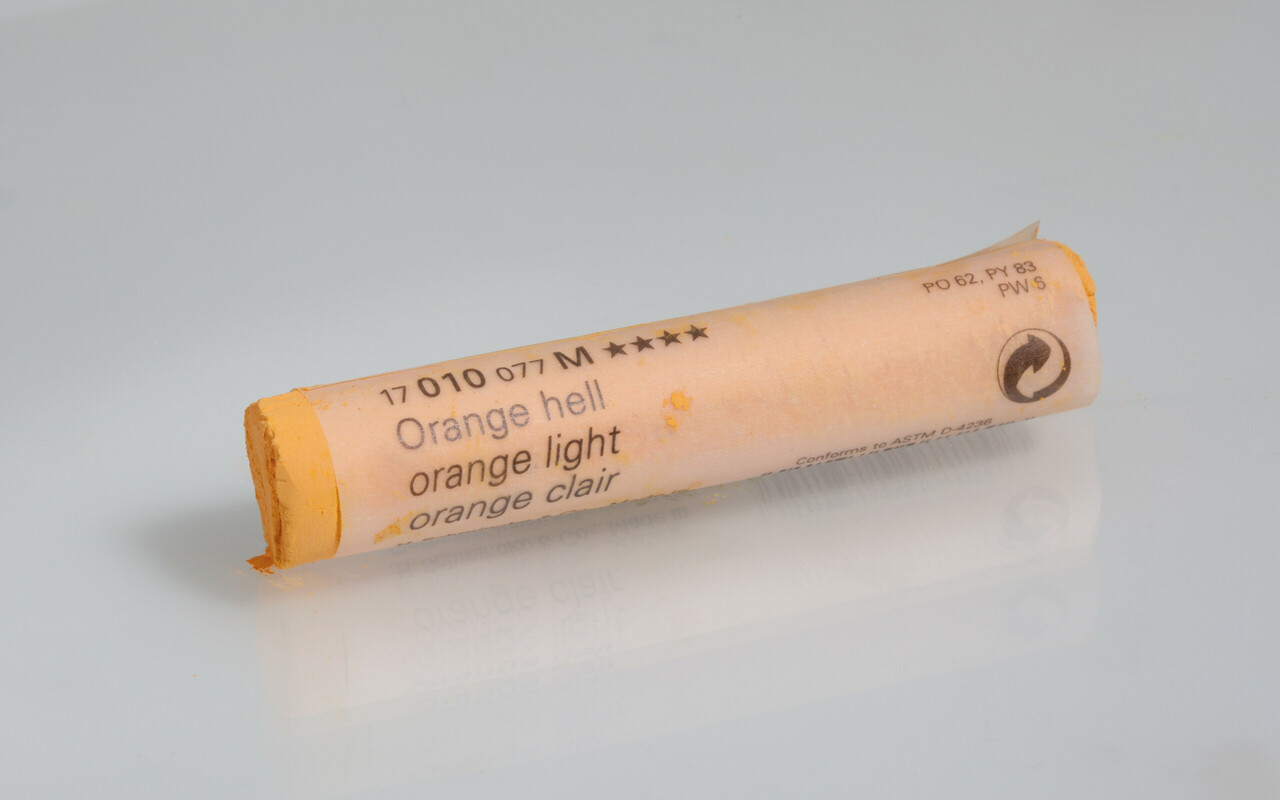 17 010 077 M ★★★★
Orange hell
orange light
orange clair
PO 62, PY 83
PW 6
Conforms to ASTM D-4236